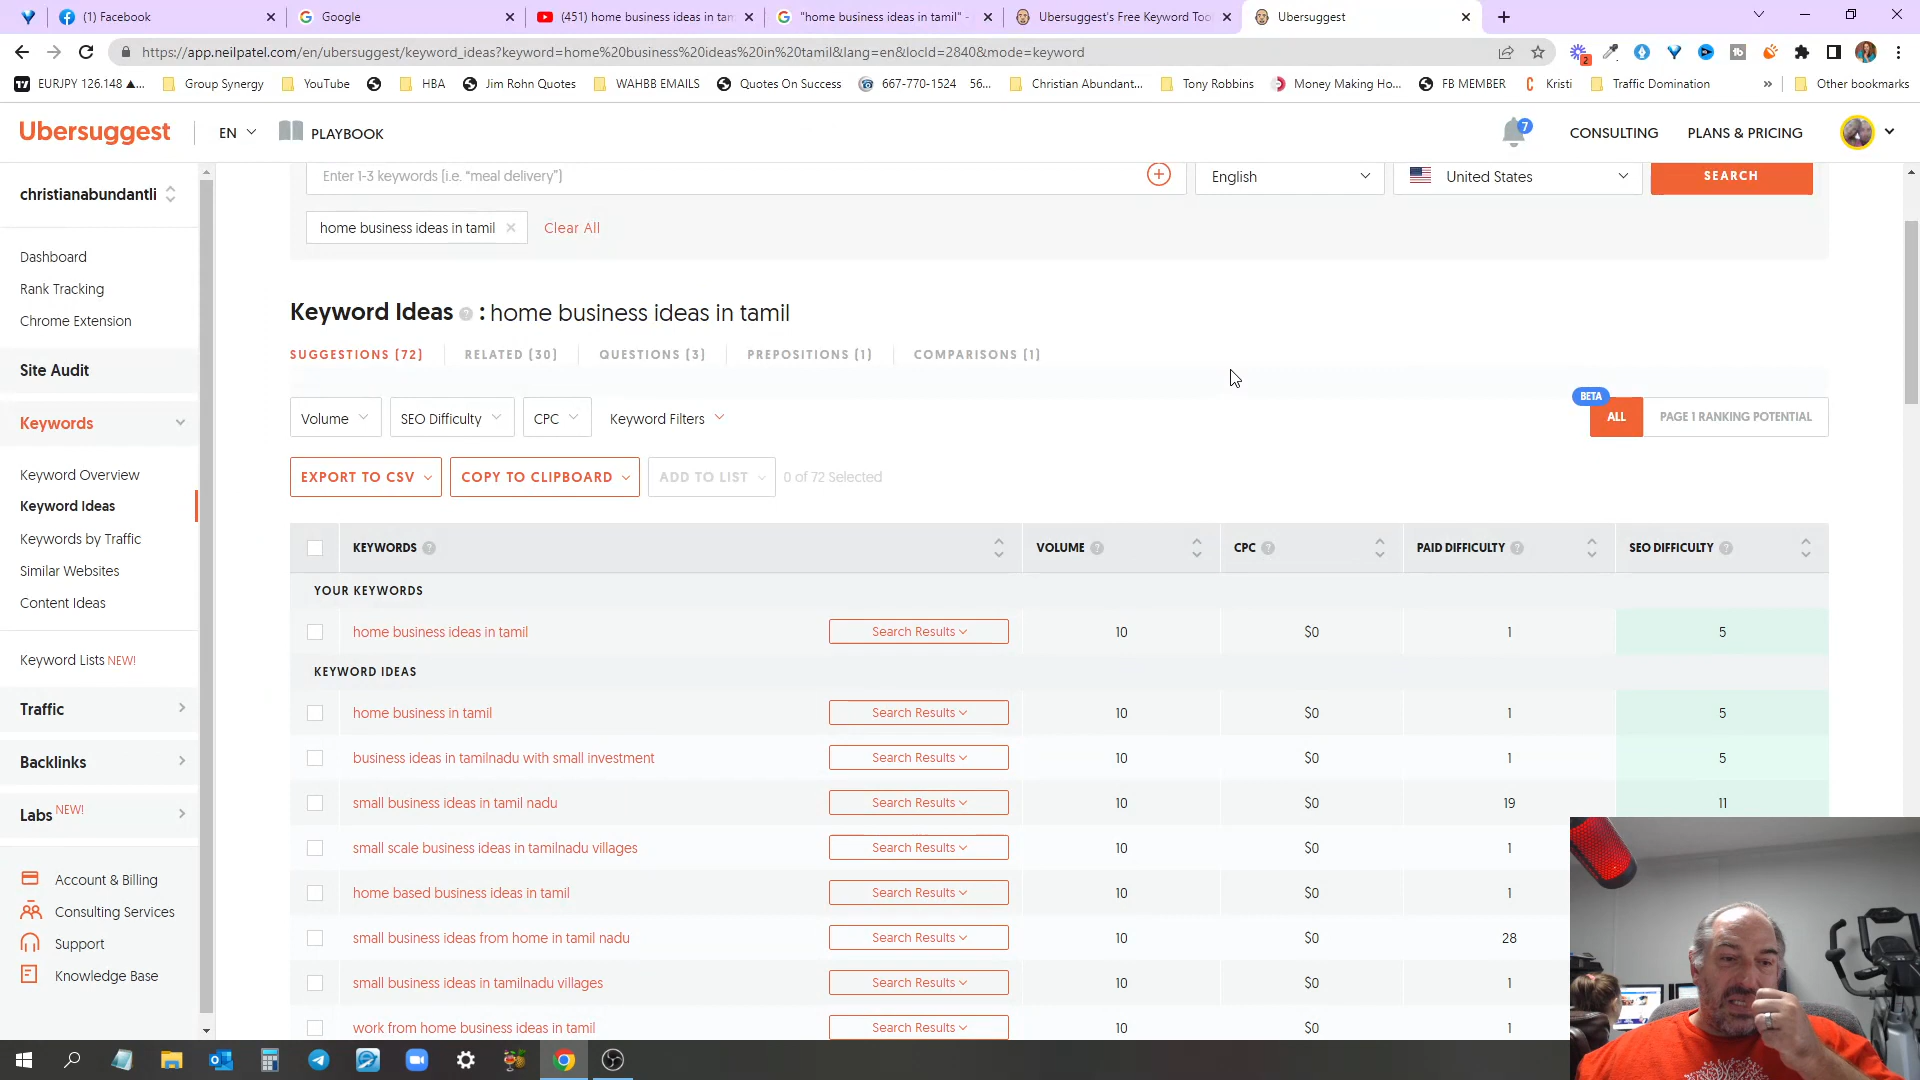 (1) Facebook
Google
(451) home business ideas in tam
"home business ideas in tamil" -
Ubersuggest's Free Keyword Tool
Ubersuggest
https://app.neilpatel.com/en/ubersuggest/keyword_ideas?keyword=home%20business%20ideas%20in%20tamil&lang=en&locId=2840&mode=keyword
2
EURJPY 126.148 ▲...
Group Synergy
YouTube
HBA
Jim Rohn Quotes
WAHBB EMAILS
Quotes On Success
667-770-1524 56...
Christian Abundant...
Tony Robbins
Money Making Ho...
FB MEMBER
Kristi
Traffic Domination
»
Other bookmarks
Ubersuggest
EN
PLAYBOOK
7
CONSULTING
PLANS & PRICING
christianabundantli
Enter 1-3 keywords (i.e. “meal delivery”)
English
United States
SEARCH
home business ideas in tamil
Clear All
Dashboard
Rank Tracking
Chrome Extension
Site Audit
Keywords
Keyword Overview
Keyword Ideas
Keywords by Traffic
Similar Websites
Content Ideas
Keyword Lists NEW!
Traffic
Backlinks
Labs NEW!
Account & Billing
Consulting Services
Support
Knowledge Base
Keyword Ideas ? : home business ideas in tamil
SUGGESTIONS (72)
RELATED (30)
QUESTIONS (3)
PREPOSITIONS (1)
COMPARISONS (1)
Volume
SEO Difficulty
CPC
Keyword Filters
BETA
ALL
PAGE 1 RANKING POTENTIAL
EXPORT TO CSV
COPY TO CLIPBOARD
ADD TO LIST
0 of 72 Selected
KEYWORDS ? VOLUME ? CPC ? PAID DIFFICULTY ? SEO DIFFICULTY ?
YOUR KEYWORDS
home business ideas in tamil Search Results 10 $0 1 5
KEYWORD IDEAS
home business in tamil Search Results 10 $0 1 5
business ideas in tamilnadu with small investment Search Results 10 $0 1 5
small business ideas in tamil nadu Search Results 10 $0 19 11
small scale business ideas in tamilnadu villages Search Results 10 $0 1
home based business ideas in tamil Search Results 10 $0 1
small business ideas from home in tamil nadu Search Results 10 $0 28
small business ideas in tamilnadu villages Search Results 10 $0 1
work from home business ideas in tamil Search Results 10 $0 1